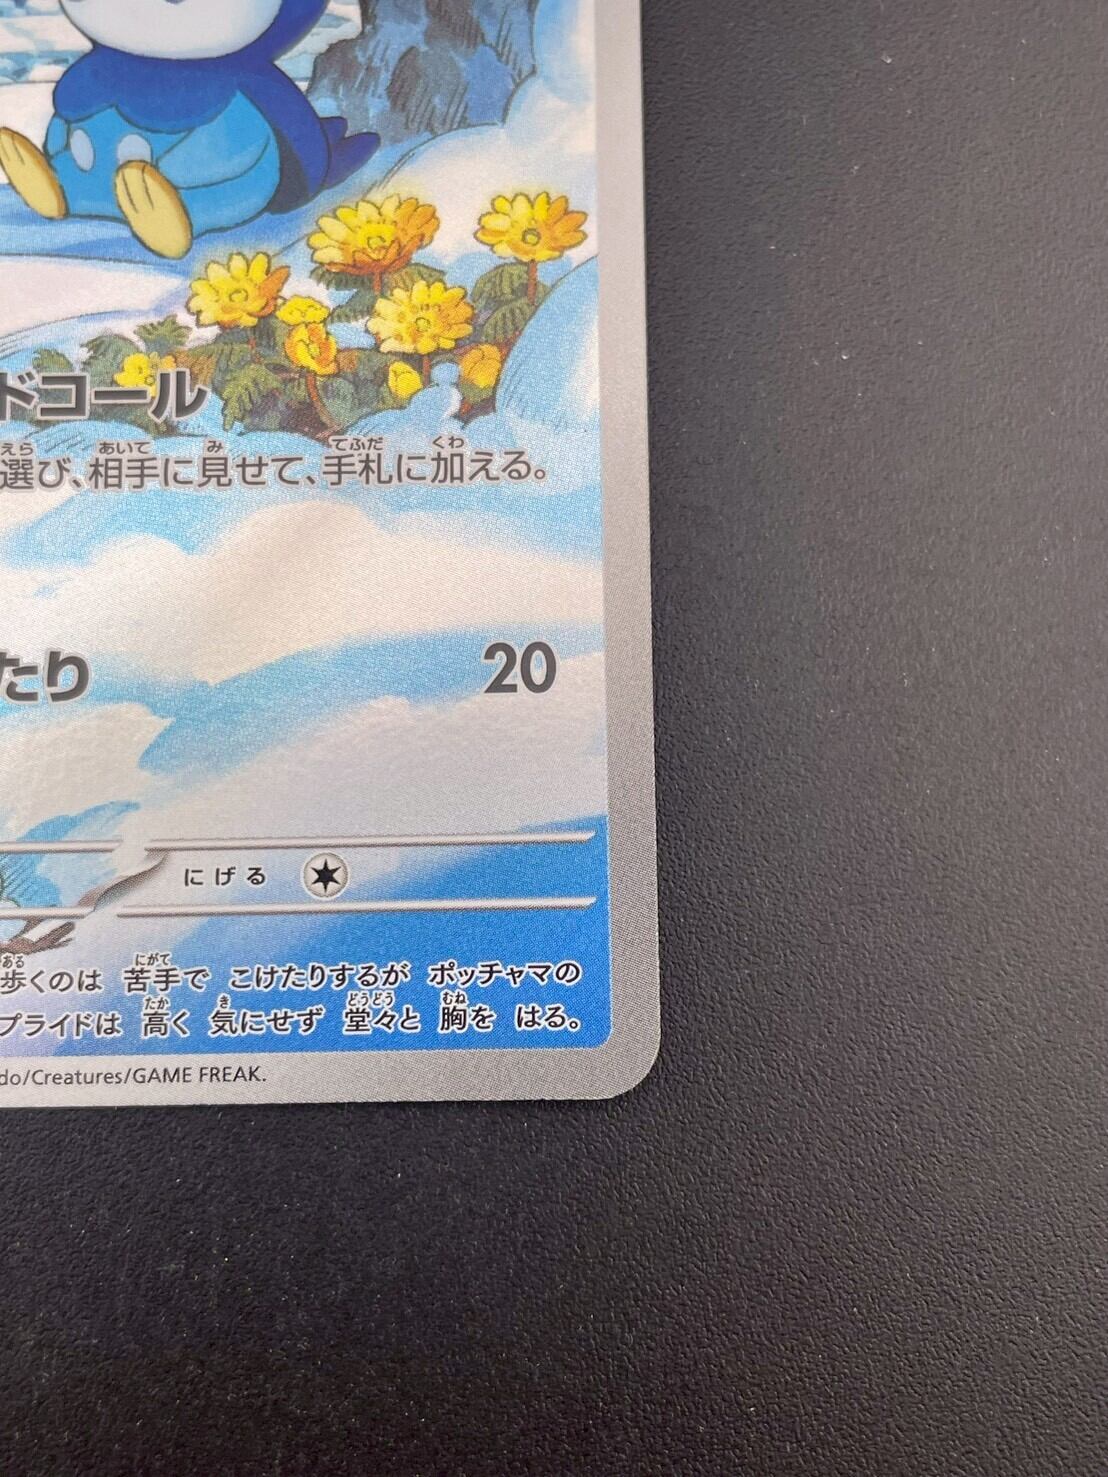 ドコール
選び、相手に見せて、手札に加える。
たり 20
にげる
歩くのは 苦手で こけたりするが ポッチャマの
プライドは 高く 気にせず 堂々と 胸を はる。
do/Creatures/GAME FREAK.